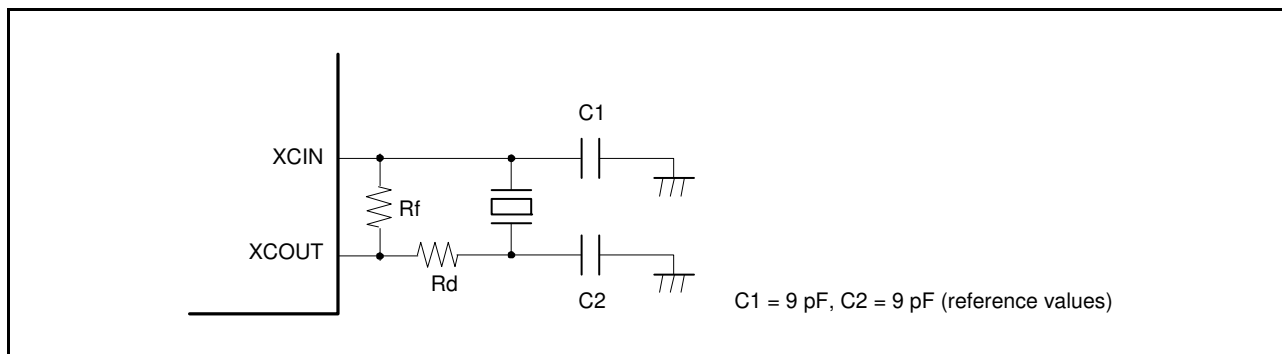 C1
XCIN
Rf
XCOUT
Rd
C2
C1 = 9 pF, C2 = 9 pF (reference values)